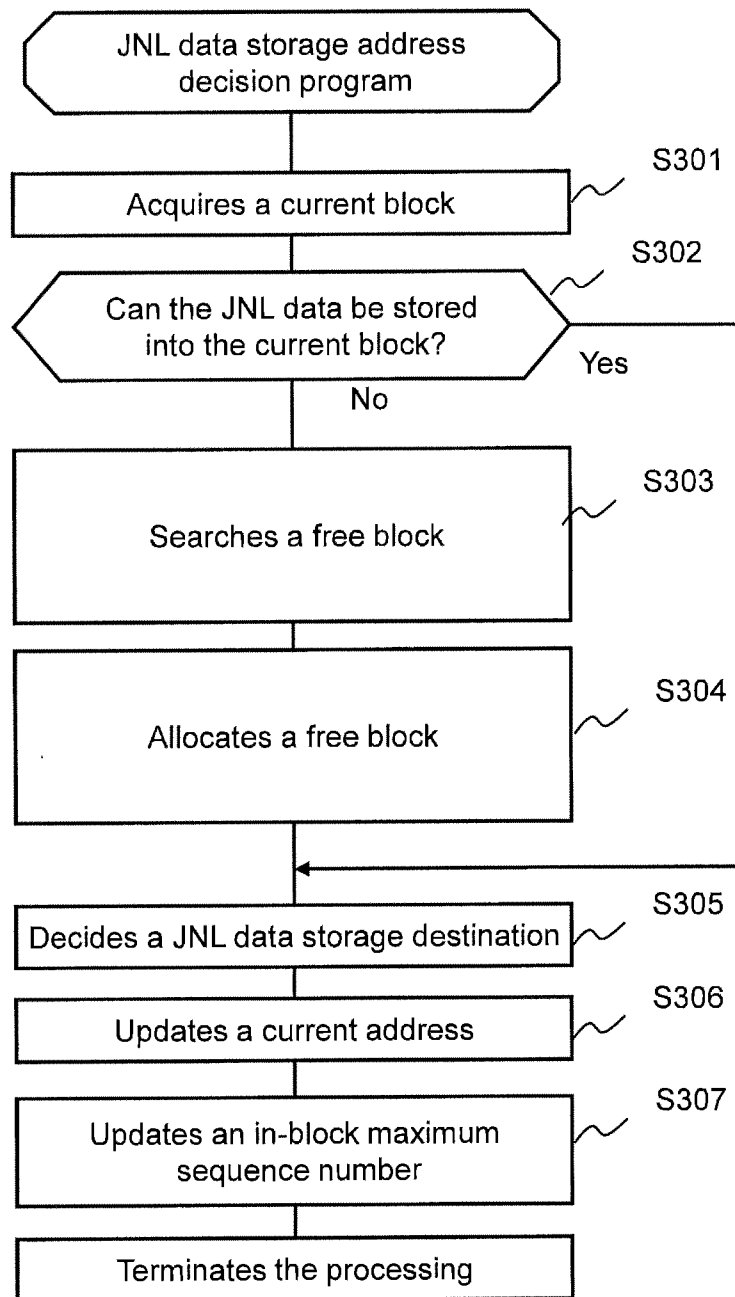 JNL data storage address
decision program
S301
Acquires a current block
S302
Can the JNL data be stored
into the current block?
Yes
No
S303
Searches a free block
S304
Allocates a free block
S305
Decides a JNL data storage destination
S306
Updates a current address
S307
Updates an in-block maximum
sequence number
Terminates the processing